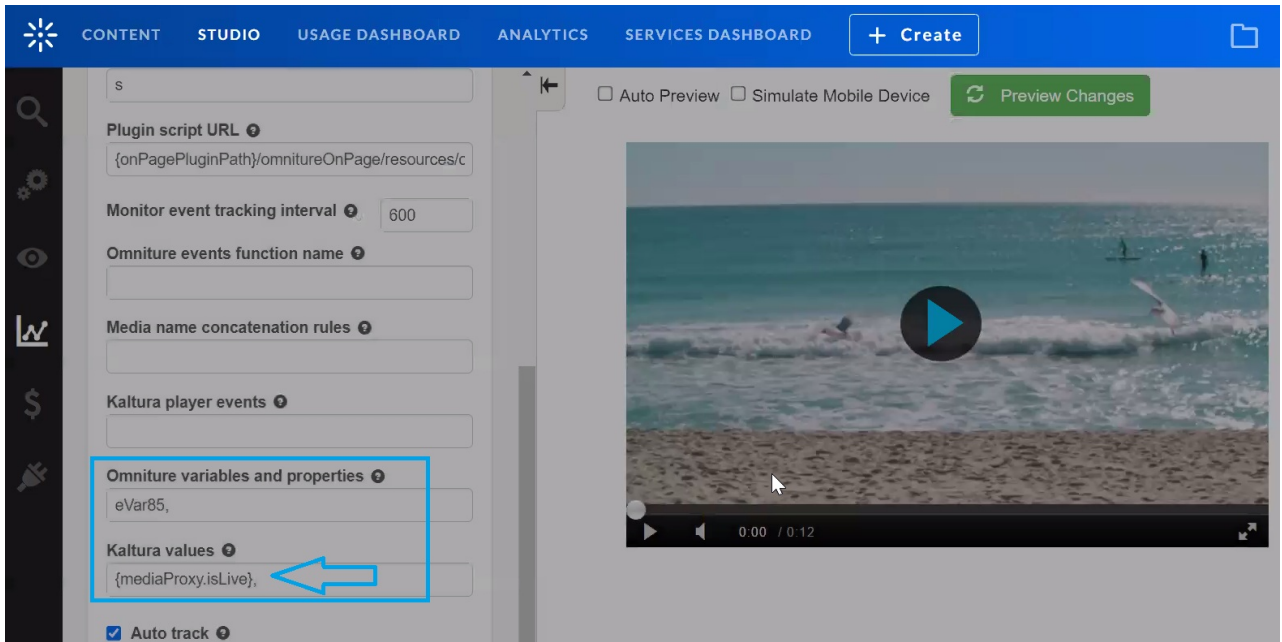 CONTENT STUDIO USAGE DASHBOARD ANALYTICS SERVICES DASHBOARD + Create
s
Auto Preview Simulate Mobile Device Preview Changes
Plugin script URL
{onPagePluginPath}/omnitureOnPage/resources/c
Monitor event tracking interval 600
Omniture events function name
Media name concatenation rules
Kaltura player events
Omniture variables and properties
eVar85,
Kaltura values
{mediaProxy.isLive},
Auto track
0:00 / 0:12